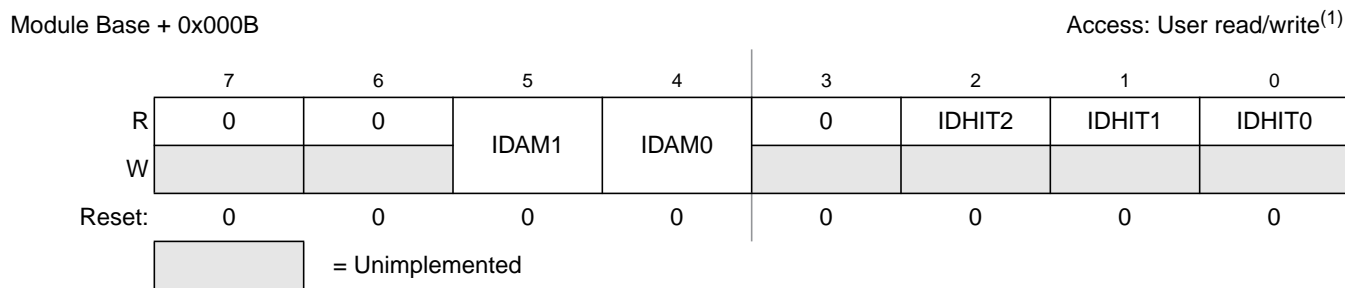 Module Base + 0x000B Access: User read/write(1)
7 6 5 4 3 2 1 0
R 0 0 IDAM1 IDAM0 0 IDHIT2 IDHIT1 IDHIT0
W
Reset: 0 0 0 0 0 0 0 0
= Unimplemented